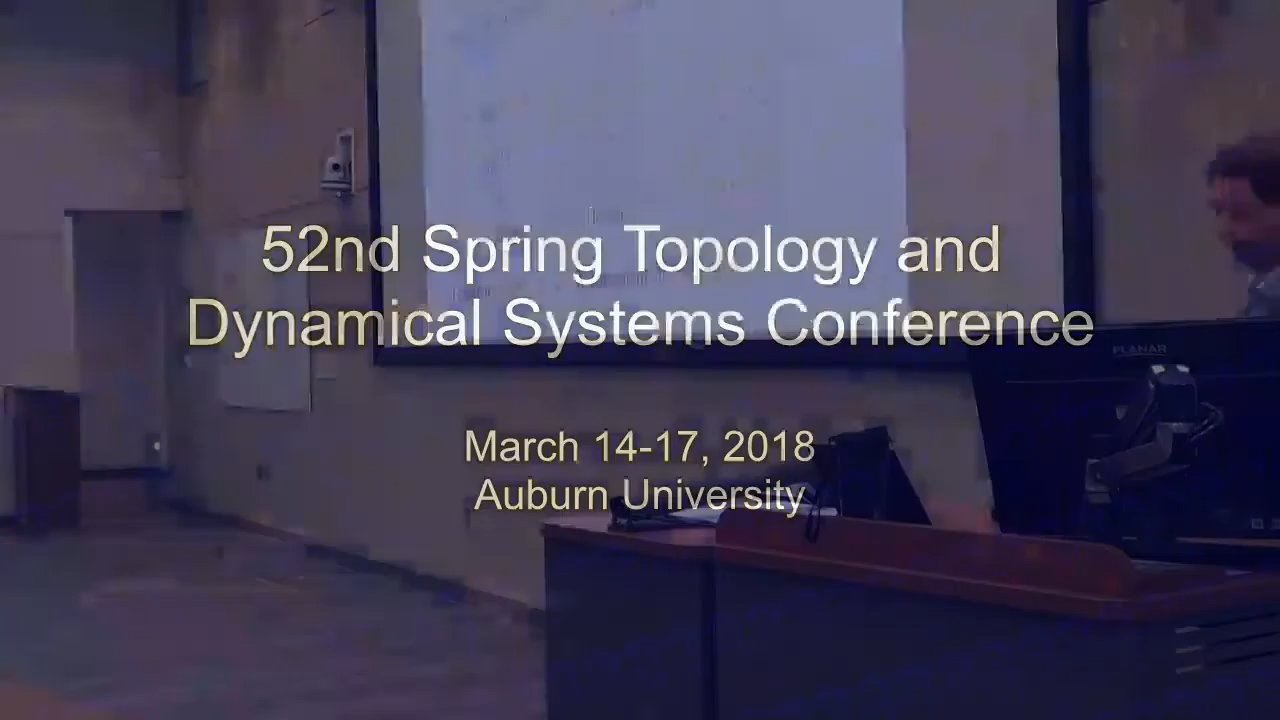 52nd Spring Topology and
Dynamical Systems Conference
March 14-17, 2018
Auburn University
PLANAR